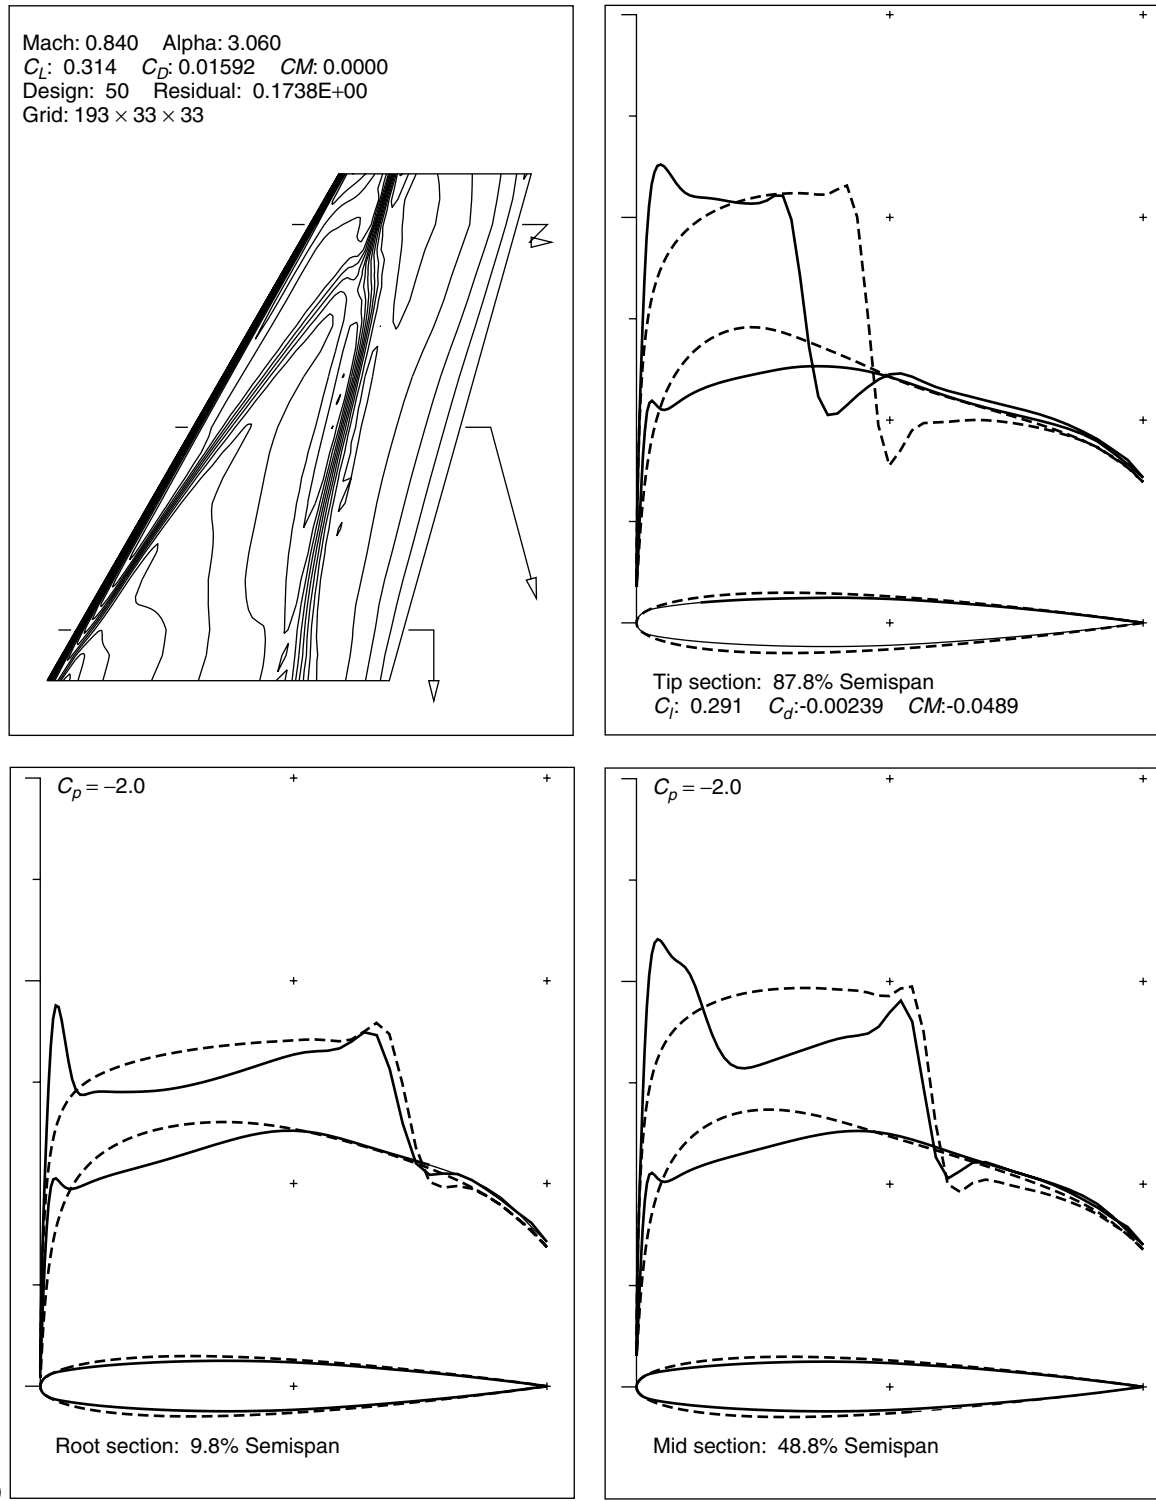 Mach: 0.840 Alpha: 3.060
C_L: 0.314 C_D: 0.01592 CM: 0.0000
Design: 50 Residual: 0.1738E+00
Grid: 193 × 33 × 33
Tip section: 87.8% Semispan
C_l: 0.291 C_d:-0.00239 CM:-0.0489
C_p = −2.0
Root section: 9.8% Semispan
C_p = −2.0
Mid section: 48.8% Semispan